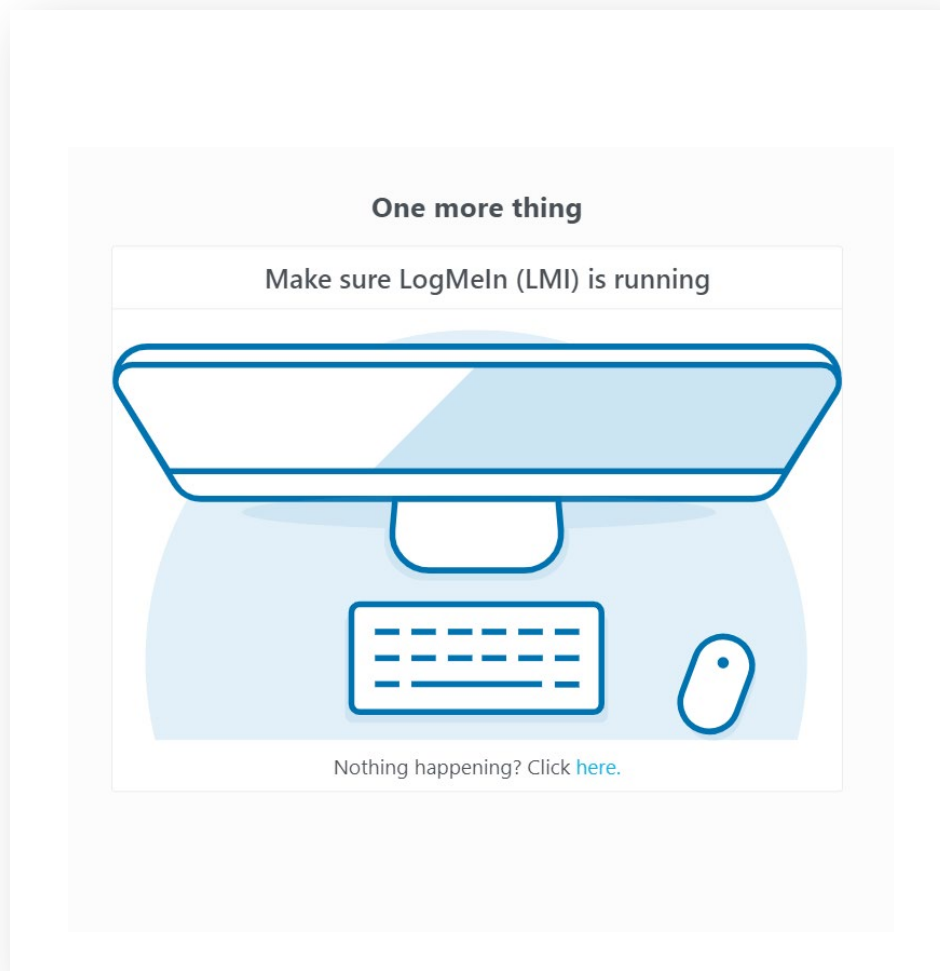 One more thing
Make sure LogMeIn (LMI) is running
Nothing happening? Click here.